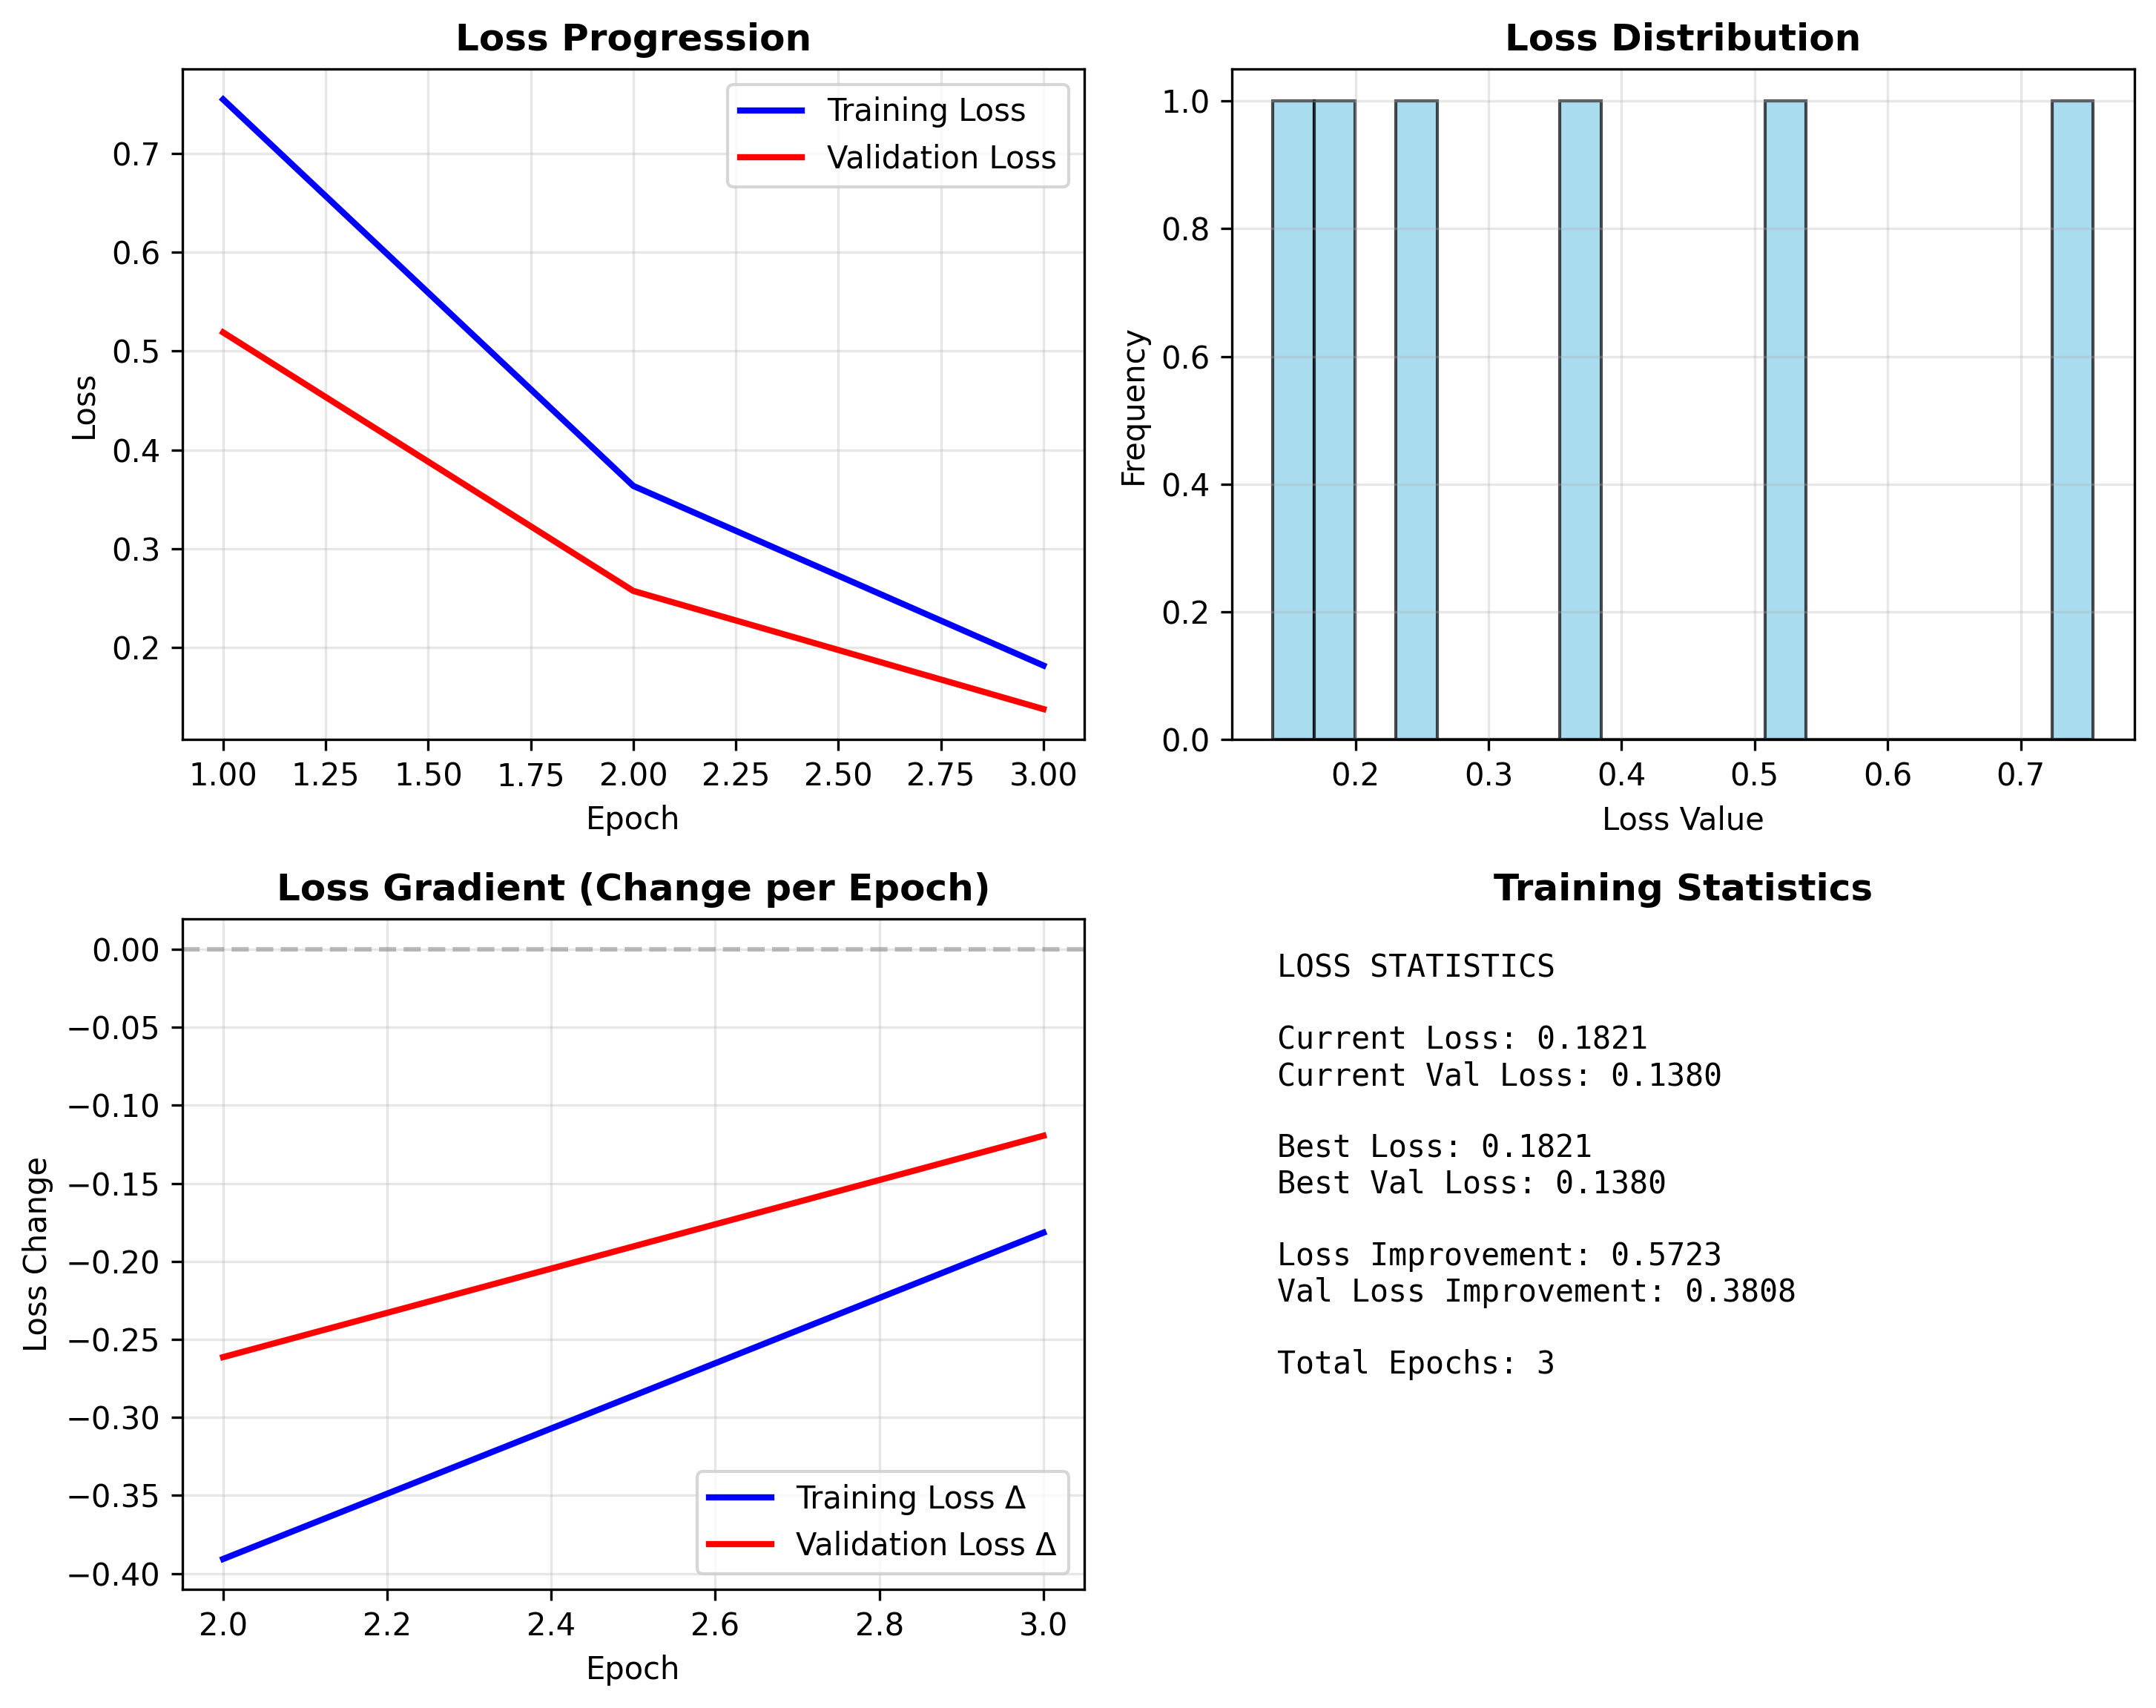 Loss Progression
Training Loss
Validation Loss
0.7
0.6
0.5
0.4
0.3
0.2
Loss
1.00 1.25 1.50 1.75 2.00 2.25 2.50 2.75 3.00
Epoch
Loss Distribution
1.0
0.8
0.6
0.4
0.2
0.0
Frequency
0.2 0.3 0.4 0.5 0.6 0.7
Loss Value
Loss Gradient (Change per Epoch)
0.00
−0.05
−0.10
−0.15
−0.20
−0.25
−0.30
−0.35
−0.40
Loss Change
Training Loss Δ
Validation Loss Δ
2.0 2.2 2.4 2.6 2.8 3.0
Epoch
Training Statistics
LOSS STATISTICS
Current Loss: 0.1821
Current Val Loss: 0.1380
Best Loss: 0.1821
Best Val Loss: 0.1380
Loss Improvement: 0.5723
Val Loss Improvement: 0.3808
Total Epochs: 3